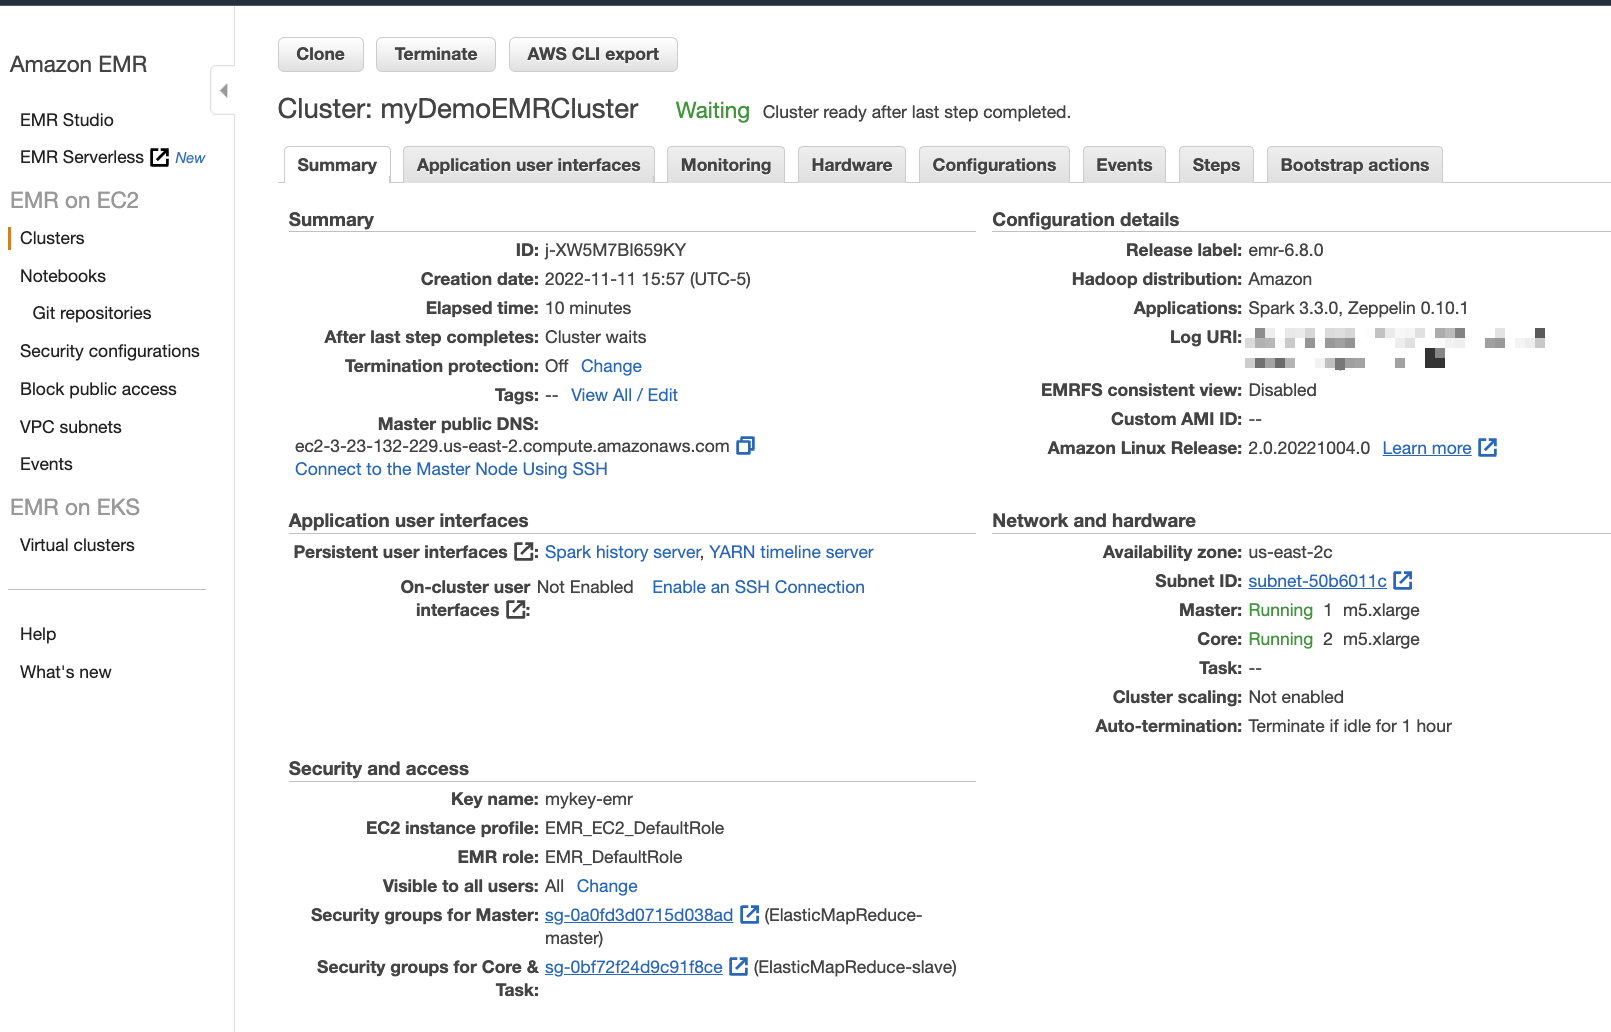 Amazon EMR
EMR Studio
EMR Serverless New
EMR on EC2
Clusters
Notebooks
Git repositories
Security configurations
Block public access
VPC subnets
Events
EMR on EKS
Virtual clusters
Help
What's new
Clone Terminate AWS CLI export
Cluster: myDemoEMRCluster Waiting Cluster ready after last step completed.
Summary Application user interfaces Monitoring Hardware Configurations Events Steps Bootstrap actions
Summary
ID: j-XW5M7BI659KY
Creation date: 2022-11-11 15:57 (UTC-5)
Elapsed time: 10 minutes
After last step completes: Cluster waits
Termination protection: Off Change
Tags: -- View All / Edit
Master public DNS:
ec2-3-23-132-229.us-east-2.compute.amazonaws.com
Connect to the Master Node Using SSH
Configuration details
Release label: emr-6.8.0
Hadoop distribution: Amazon
Applications: Spark 3.3.0, Zeppelin 0.10.1
Log URI:
EMRFS consistent view: Disabled
Custom AMI ID: --
Amazon Linux Release: 2.0.20221004.0 Learn more
Application user interfaces
Persistent user interfaces : Spark history server, YARN timeline server
On-cluster user Not Enabled Enable an SSH Connection
interfaces :
Network and hardware
Availability zone: us-east-2c
Subnet ID: subnet-50b6011c
Master: Running 1 m5.xlarge
Core: Running 2 m5.xlarge
Task: --
Cluster scaling: Not enabled
Auto-termination: Terminate if idle for 1 hour
Security and access
Key name: mykey-emr
EC2 instance profile: EMR_EC2_DefaultRole
EMR role: EMR_DefaultRole
Visible to all users: All Change
Security groups for Master: sg-0a0fd3d0715d038ad (ElasticMapReduce-
master)
Security groups for Core & sg-0bf72f24d9c91f8ce (ElasticMapReduce-slave)
Task: